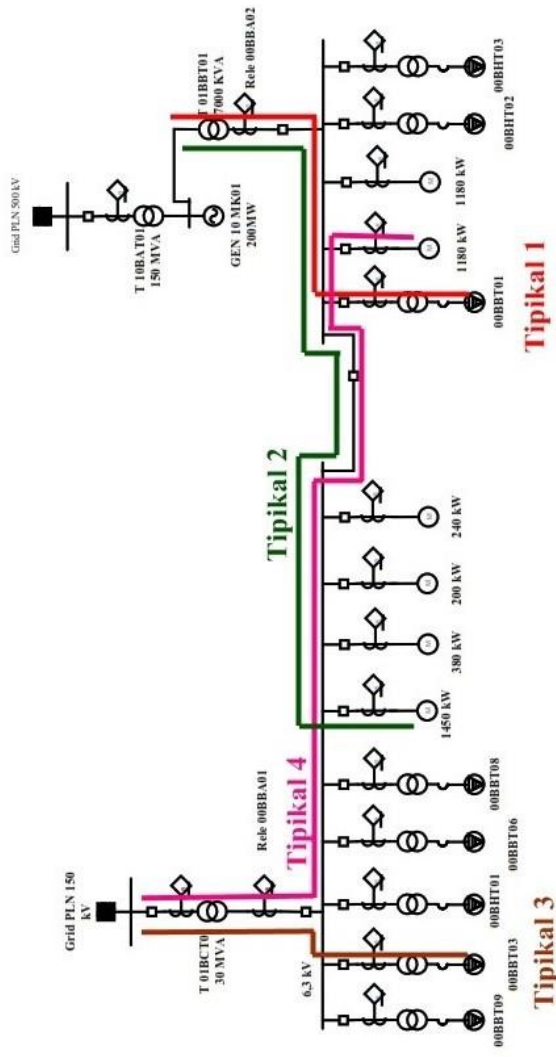 Grid PLN 150
kV
T 01BCT0
30 MVA
Rele 00BBA01
6,3 kV
Tipikal 4
Tipikal 3
Tipikal 2
Grid PLN 500 kV
T 10BAT01
150 MVA
GEN 10 MK01
200MW
T 01BBT01
7000 KVA
Rele 00BBA02
00BBT09
00BBT03
00BHT01
00BBT06
00BBT08
M
1450 kW
M
380 kW
M
200 kW
M
240 kW
00BBT01
M
1180 kW
M
1180 kW
00BHT02
00BHT03
Tipikal 1